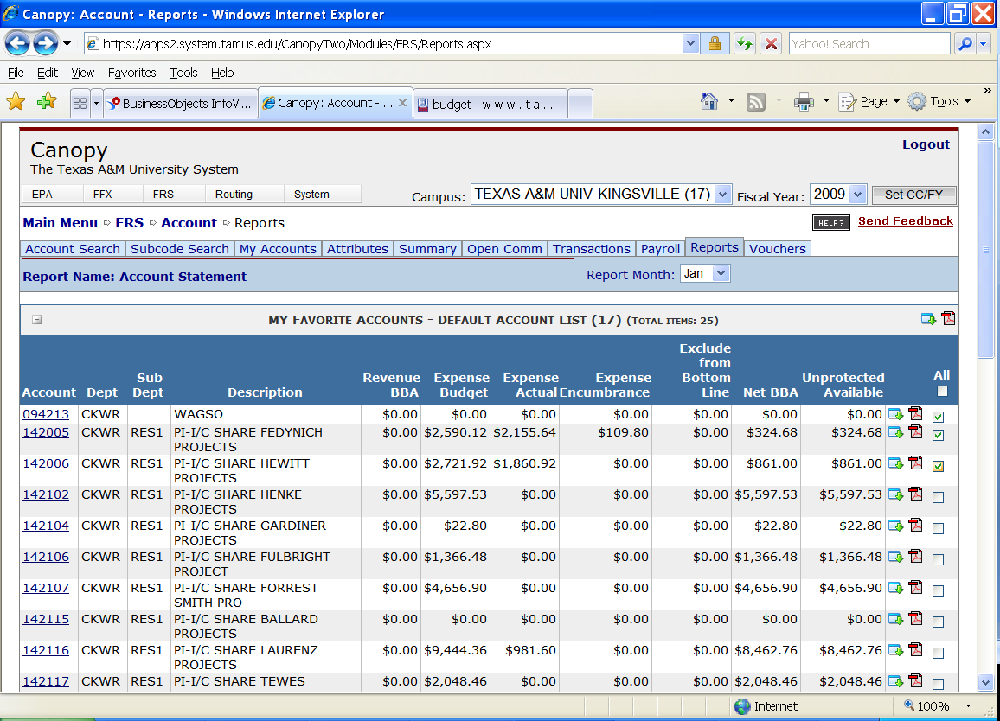 Canopy: Account - Reports - Windows Internet Explorer
https://apps2.system.tamus.edu/CanopyTwo/Modules/FRS/Reports.aspx Yahoo! Search
File Edit View Favorites Tools Help
BusinessObjects InfoVi... Canopy: Account - ... budget - w w w . t a ... Page Tools »
Canopy Logout
The Texas A&M University System
EPA FFX FRS Routing System Campus: TEXAS A&M UNIV-KINGSVILLE (17) Fiscal Year: 2009 Set CC/FY
Main Menu FRS Account Reports HELP? Send Feedback
Account Search Subcode Search My Accounts Attributes Summary Open Comm Transactions Payroll Reports Vouchers
Report Name: Account Statement Report Month: Jan
MY FAVORITE ACCOUNTS - DEFAULT ACCOUNT LIST (17) (TOTAL ITEMS: 25)
Account Dept Sub Dept Description Revenue BBA Expense Budget Expense Actual Expense Encumbrance Exclude from Bottom Line Net BBA Unprotected Available All
094213 CKWR WAGSO $0.00 $0.00 $0.00 $0.00 $0.00 $0.00 $0.00
142005 CKWR RES1 PI-I/C SHARE FEDYNICH $0.00 $2,590.12 $2,155.64 $109.80 $0.00 $324.68 $324.68
PROJECTS
142006 CKWR RES1 PI-I/C SHARE HEWITT $0.00 $2,721.92 $1,860.92 $0.00 $0.00 $861.00 $861.00
PROJECTS
142102 CKWR RES1 PI-I/C SHARE HENKE $0.00 $5,597.53 $0.00 $0.00 $0.00 $5,597.53 $5,597.53
PROJECTS
142104 CKWR RES1 PI-I/C SHARE GARDINER $0.00 $22.80 $0.00 $0.00 $0.00 $22.80 $22.80
PROJECTS
142106 CKWR RES1 PI-I/C SHARE FULBRIGHT $0.00 $1,366.48 $0.00 $0.00 $0.00 $1,366.48 $1,366.48
PROJECT
142107 CKWR RES1 PI-I/C SHARE FORREST $0.00 $4,656.90 $0.00 $0.00 $0.00 $4,656.90 $4,656.90
SMITH PRO
142115 CKWR RES1 PI-I/C SHARE BALLARD $0.00 $0.00 $0.00 $0.00 $0.00 $0.00 $0.00
PROJECTS
142116 CKWR RES1 PI-I/C SHARE LAURENZ $0.00 $9,444.36 $981.60 $0.00 $0.00 $8,462.76 $8,462.76
PROJECTS
142117 CKWR RES1 PI-I/C SHARE TEWES $0.00 $2,048.46 $0.00 $0.00 $0.00 $2,048.46 $2,048.46
Internet 100%